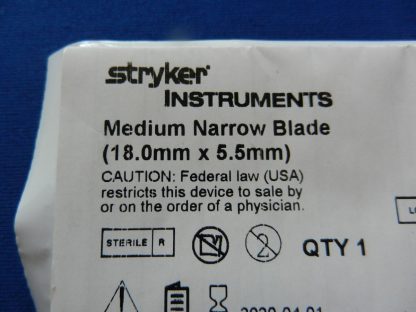 stryker
INSTRUMENTS
Medium Narrow Blade
(18.0mm x 5.5mm)
CAUTION: Federal law (USA)
restricts this device to sale by
or on the order of a physician.
STERILE R 2 QTY 1